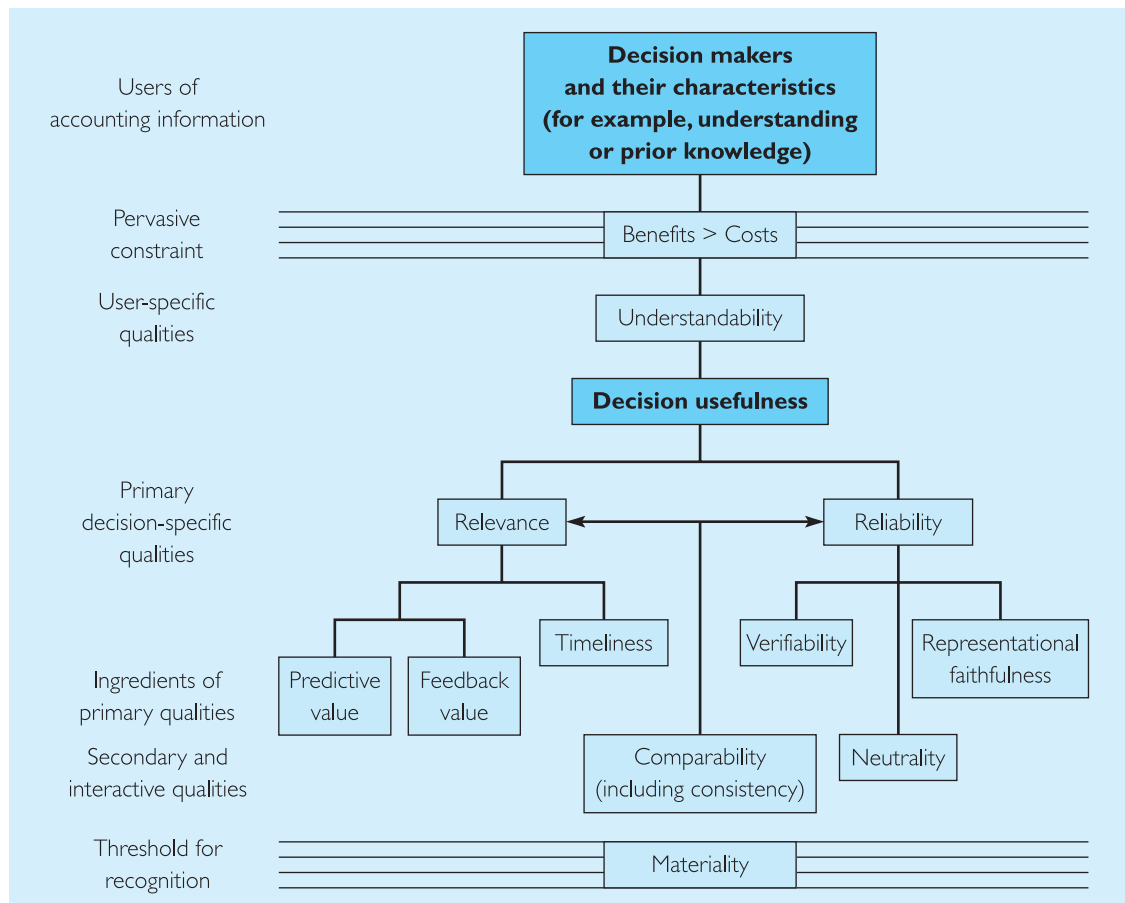 Users of
accounting information
Decision makers
and their characteristics
(for example, understanding
or prior knowledge)
Pervasive
constraint
Benefits > Costs
User-specific
qualities
Understandability
Decision usefulness
Primary
decision-specific
qualities
Relevance
Reliability
Ingredients of
primary qualities
Predictive
value
Feedback
value
Timeliness
Verifiability
Representational
faithfulness
Secondary and
interactive qualities
Comparability
(including consistency)
Neutrality
Threshold for
recognition
Materiality